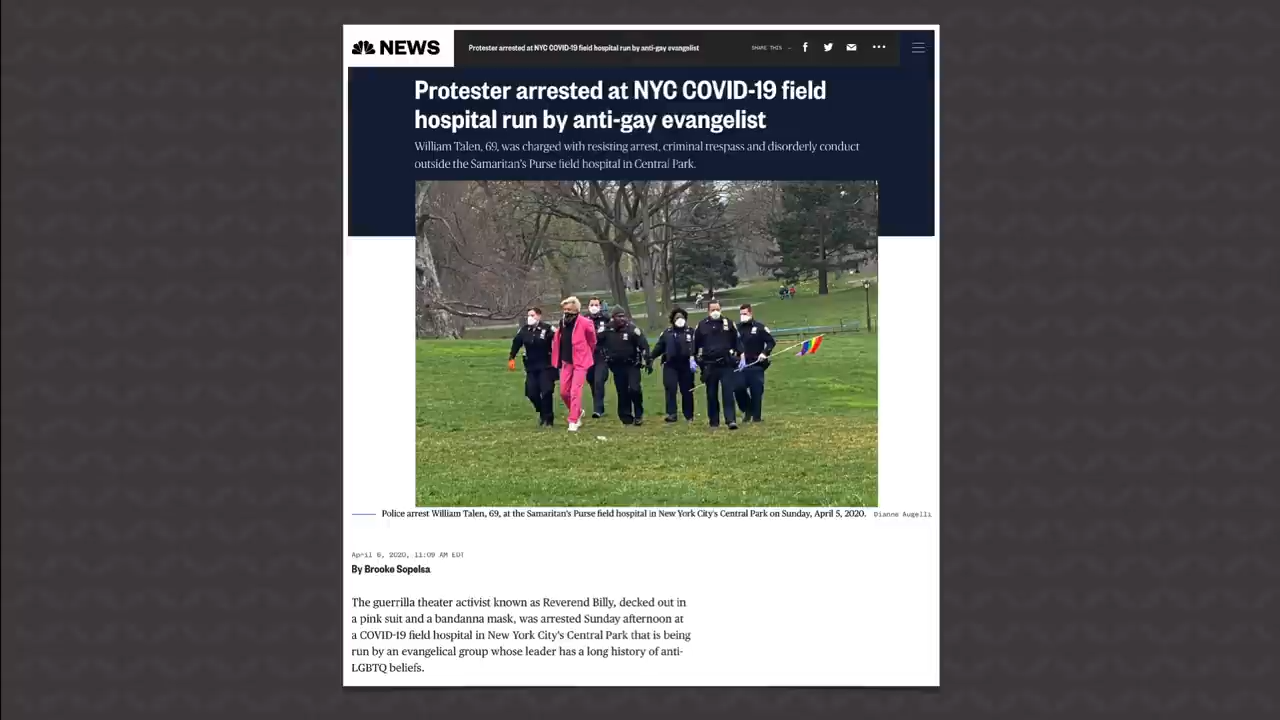 NEWS
Protester arrested at NYC COVID-19 field hospital run by anti-gay evangelist
SHARE THIS
Protester arrested at NYC COVID-19 field
hospital run by anti-gay evangelist
William Talen, 69, was charged with resisting arrest, criminal trespass and disorderly conduct
outside the Samaritan's Purse field hospital in Central Park.
Police arrest William Talen, 69, at the Samaritan's Purse field hospital in New York City's Central Park on Sunday, April 5, 2020. Dianne Augelli
April 6, 2020, 11:09 AM EDT
By Brooke Sopelsa
The guerrilla theater activist known as Reverend Billy, decked out in
a pink suit and a bandanna mask, was arrested Sunday afternoon at
a COVID-19 field hospital in New York City's Central Park that is being
run by an evangelical group whose leader has a long history of anti-
LGBTQ beliefs.